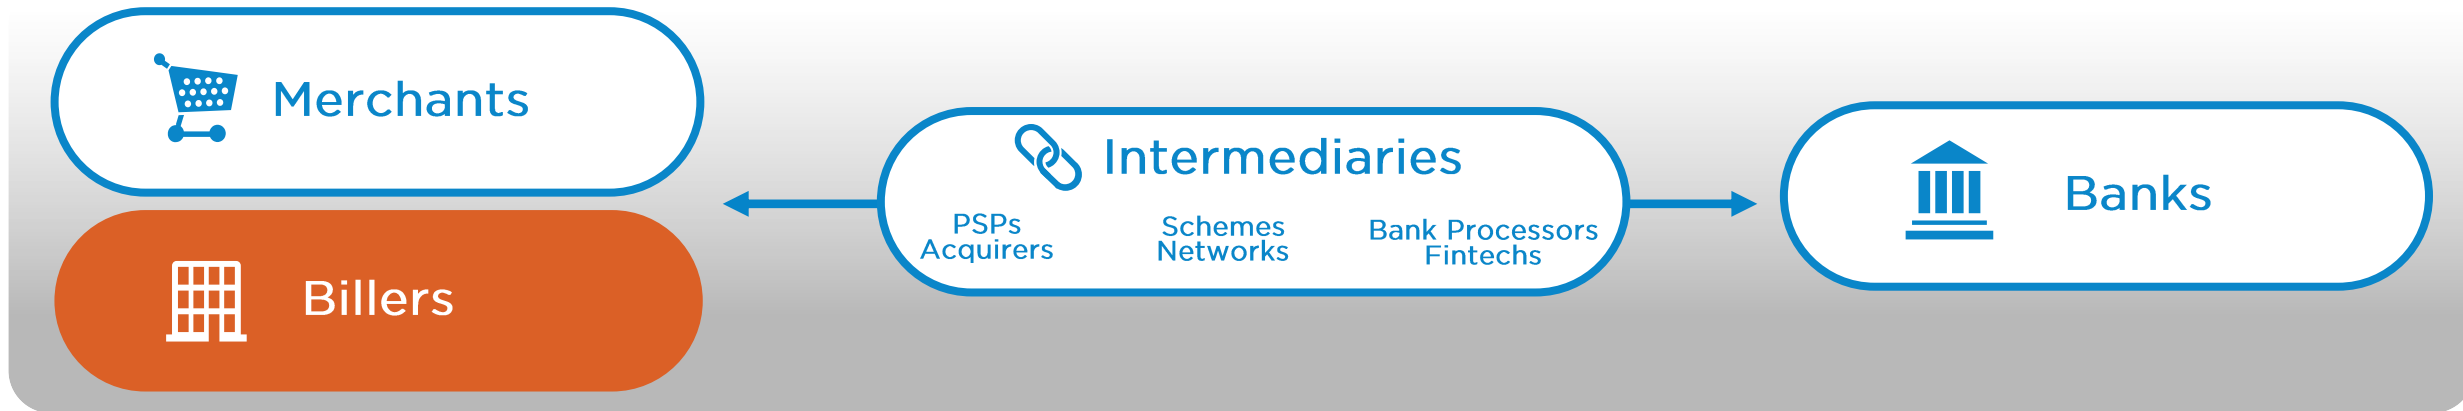 Merchants
Billers
Intermediaries
PSPs
Acquirers
Schemes
Networks
Bank Processors
Fintechs
Banks